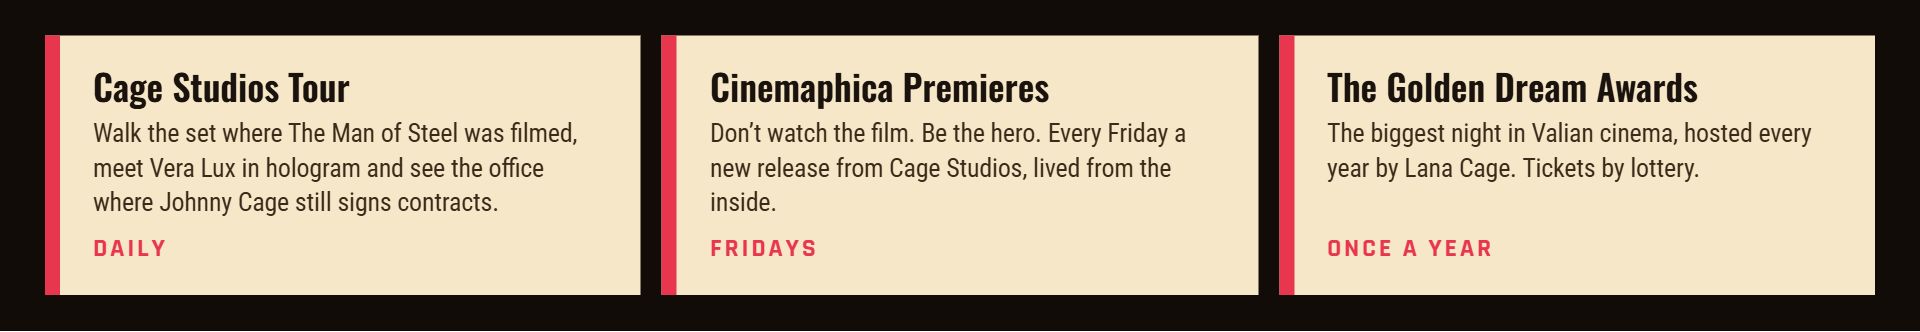 Cage Studios Tour
Walk the set where The Man of Steel was filmed,
meet Vera Lux in hologram and see the office
where Johnny Cage still signs contracts.
DAILY
Cinemaphica Premieres
Don’t watch the film. Be the hero. Every Friday a
new release from Cage Studios, lived from the
inside.
FRIDAYS
The Golden Dream Awards
The biggest night in Valian cinema, hosted every
year by Lana Cage. Tickets by lottery.
ONCE A YEAR